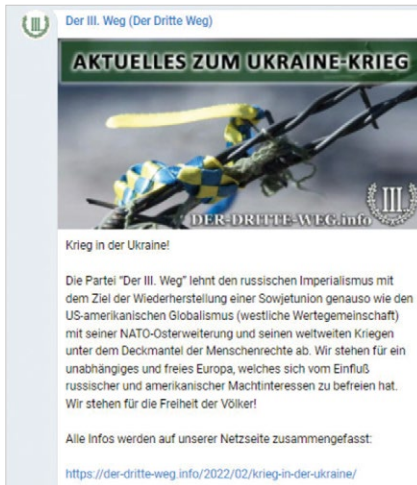 Der III. Weg (Der Dritte Weg)
AKTUELLES ZUM UKRAINE-KRIEG
III.
DER-DRITTE-WEG.info
Krieg in der Ukraine!
Die Partei "Der III. Weg" lehnt den russischen Imperialismus mit
dem Ziel der Wiederherstellung einer Sowjetunion genauso wie den
US-amerikanischen Globalismus (westliche Wertegemeinschaft)
mit seiner NATO-Osterweiterung und seinen weltweiten Kriegen
unter dem Deckmantel der Menschenrechte ab. Wir stehen für ein
unabhängiges und freies Europa, welches sich vom Einfluß
russischer und amerikanischer Machtinteressen zu befreien hat.
Wir stehen für die Freiheit der Völker!
Alle Infos werden auf unserer Netzseite zusammengefasst:
https://der-dritte-weg.info/2022/02/krieg-in-der-ukraine/